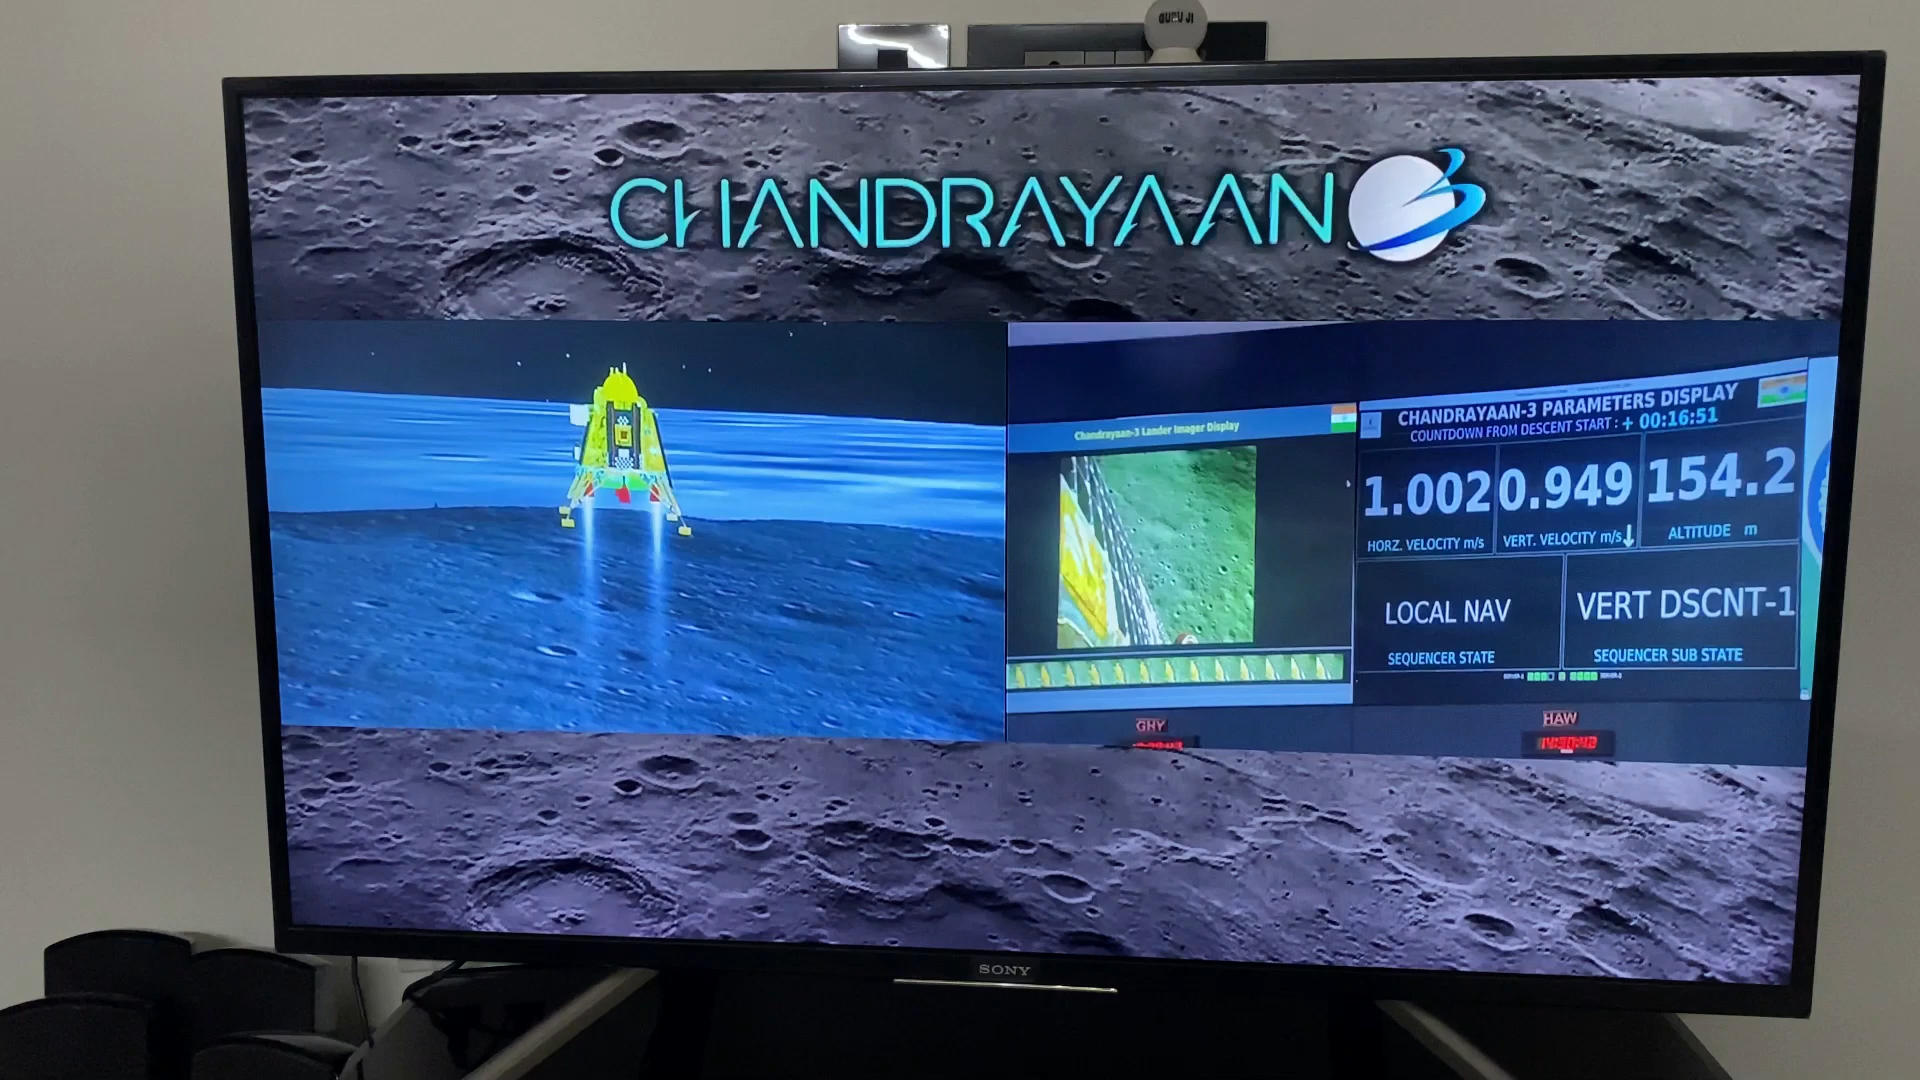 GURU JI
CHANDRAYAAN 3
Chandrayaan-3 Lander Imager Display
CHANDRAYAAN-3 PARAMETERS DISPLAY
COUNTDOWN FROM DESCENT START : + 00:16:51
1.002 0.949 154.2
HORZ. VELOCITY m/s VERT. VELOCITY m/s ↓ ALTITUDE m
LOCAL NAV VERT DSCNT-1
SEQUENCER STATE SEQUENCER SUB STATE
GHY HAW
SONY